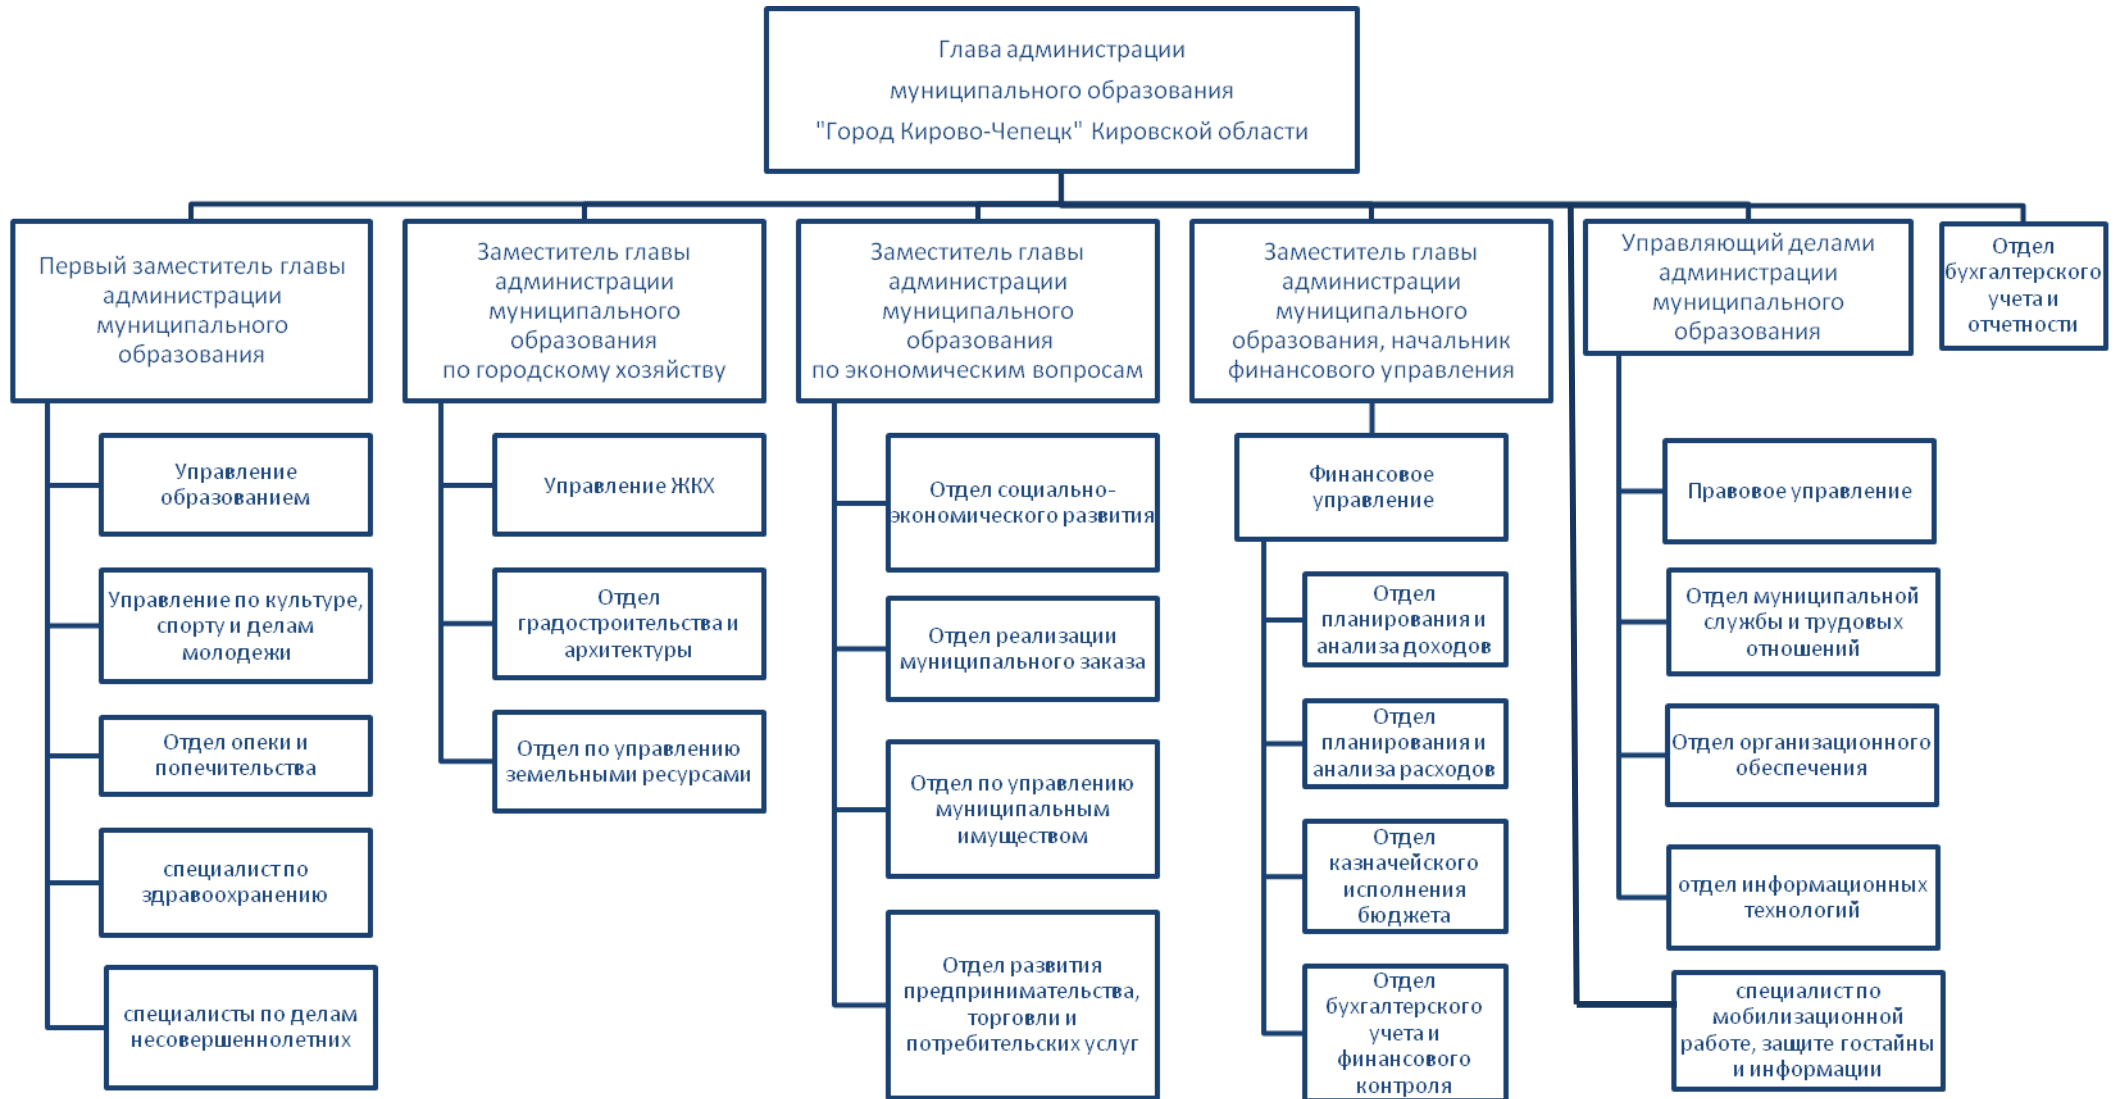 Глава администрации
муниципального образования
"Город Кирово-Чепецк" Кировской области
Первый заместитель главы
администрации
муниципального
образования
Управление
образованием
Управление по культуре,
спорту и делам
молодежи
Отдел опеки и
попечительства
специалист по
здравоохранению
специалисты по делам
несовершеннолетних
Заместитель главы
администрации
муниципального
образования
по городскому хозяйству
Управление ЖКХ
Отдел
градостроительства и
архитектуры
Отдел по управлению
земельными ресурсами
Заместитель главы
администрации
муниципального
образования
по экономическим вопросам
Отдел социально-
экономического развития
Отдел реализации
муниципального заказа
Отдел по управлению
муниципальным
имуществом
Отдел развития
предпринимательства,
торговли и
потребительских услуг
Заместитель главы
администрации
муниципального
образования, начальник
финансового управления
Финансовое
управление
Отдел
планирования и
анализа доходов
Отдел
планирования и
анализа расходов
Отдел
казначейского
исполнения
бюджета
Отдел
бухгалтерского
учета и
финансового
контроля
Управляющий делами
администрации
муниципального
образования
Правовое управление
Отдел муниципальной
службы и трудовых
отношений
Отдел организационного
обеспечения
отдел информационных
технологий
специалист по
мобилизационной
работе, защите гостайны
и информации
Отдел
бухгалтерского
учета и
отчетности